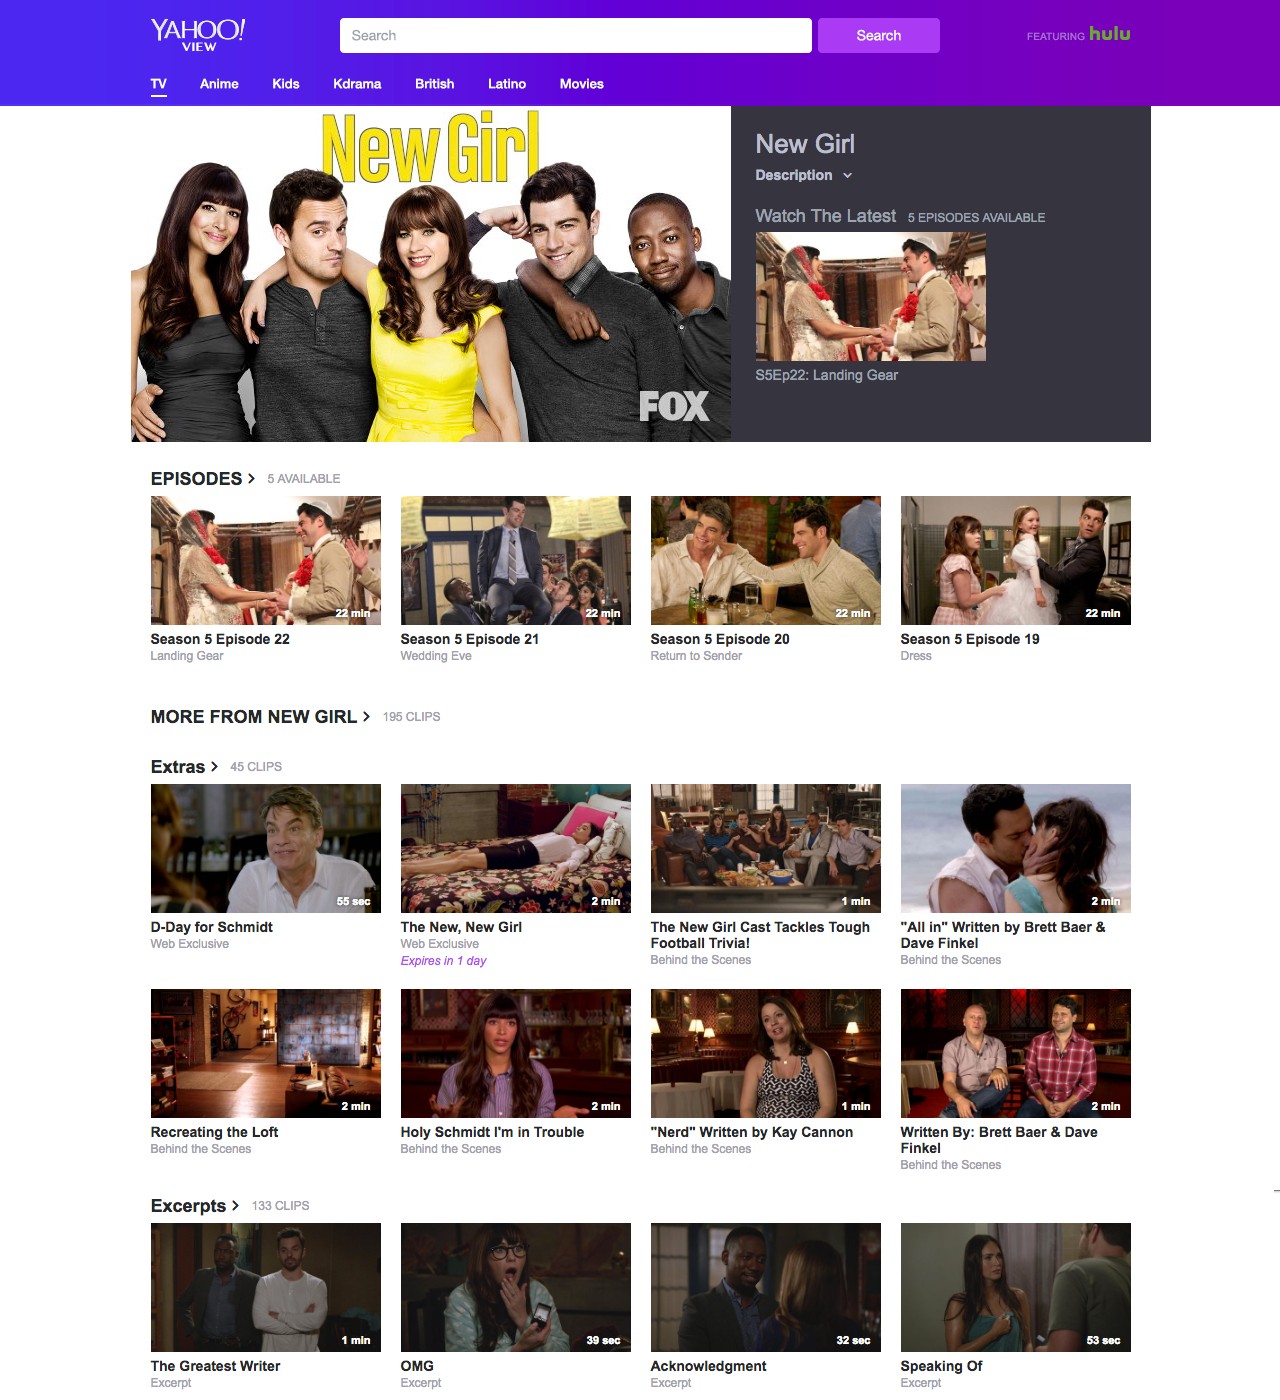 YAHOO!
VIEW
Search
Search
FEATURING hulu
TV Anime Kids Kdrama British Latino Movies
New Girl
FOX
New Girl
Description
Watch The Latest 5 EPISODES AVAILABLE
S5Ep22: Landing Gear
EPISODES 5 AVAILABLE
22 min
22 min
22 min
22 min
Season 5 Episode 22
Landing Gear
Season 5 Episode 21
Wedding Eve
Season 5 Episode 20
Return to Sender
Season 5 Episode 19
Dress
MORE FROM NEW GIRL 195 CLIPS
Extras 45 CLIPS
55 sec
2 min
1 min
2 min
D-Day for Schmidt
Web Exclusive
The New, New Girl
Web Exclusive
Expires in 1 day
The New Girl Cast Tackles Tough
Football Trivia!
Behind the Scenes
"All in" Written by Brett Baer &
Dave Finkel
Behind the Scenes
2 min
2 min
1 min
2 min
Recreating the Loft
Behind the Scenes
Holy Schmidt I'm in Trouble
Behind the Scenes
"Nerd" Written by Kay Cannon
Behind the Scenes
Written By: Brett Baer & Dave
Finkel
Behind the Scenes
Excerpts 133 CLIPS
1 min
39 sec
32 sec
53 sec
The Greatest Writer
Excerpt
OMG
Excerpt
Acknowledgment
Excerpt
Speaking Of
Excerpt